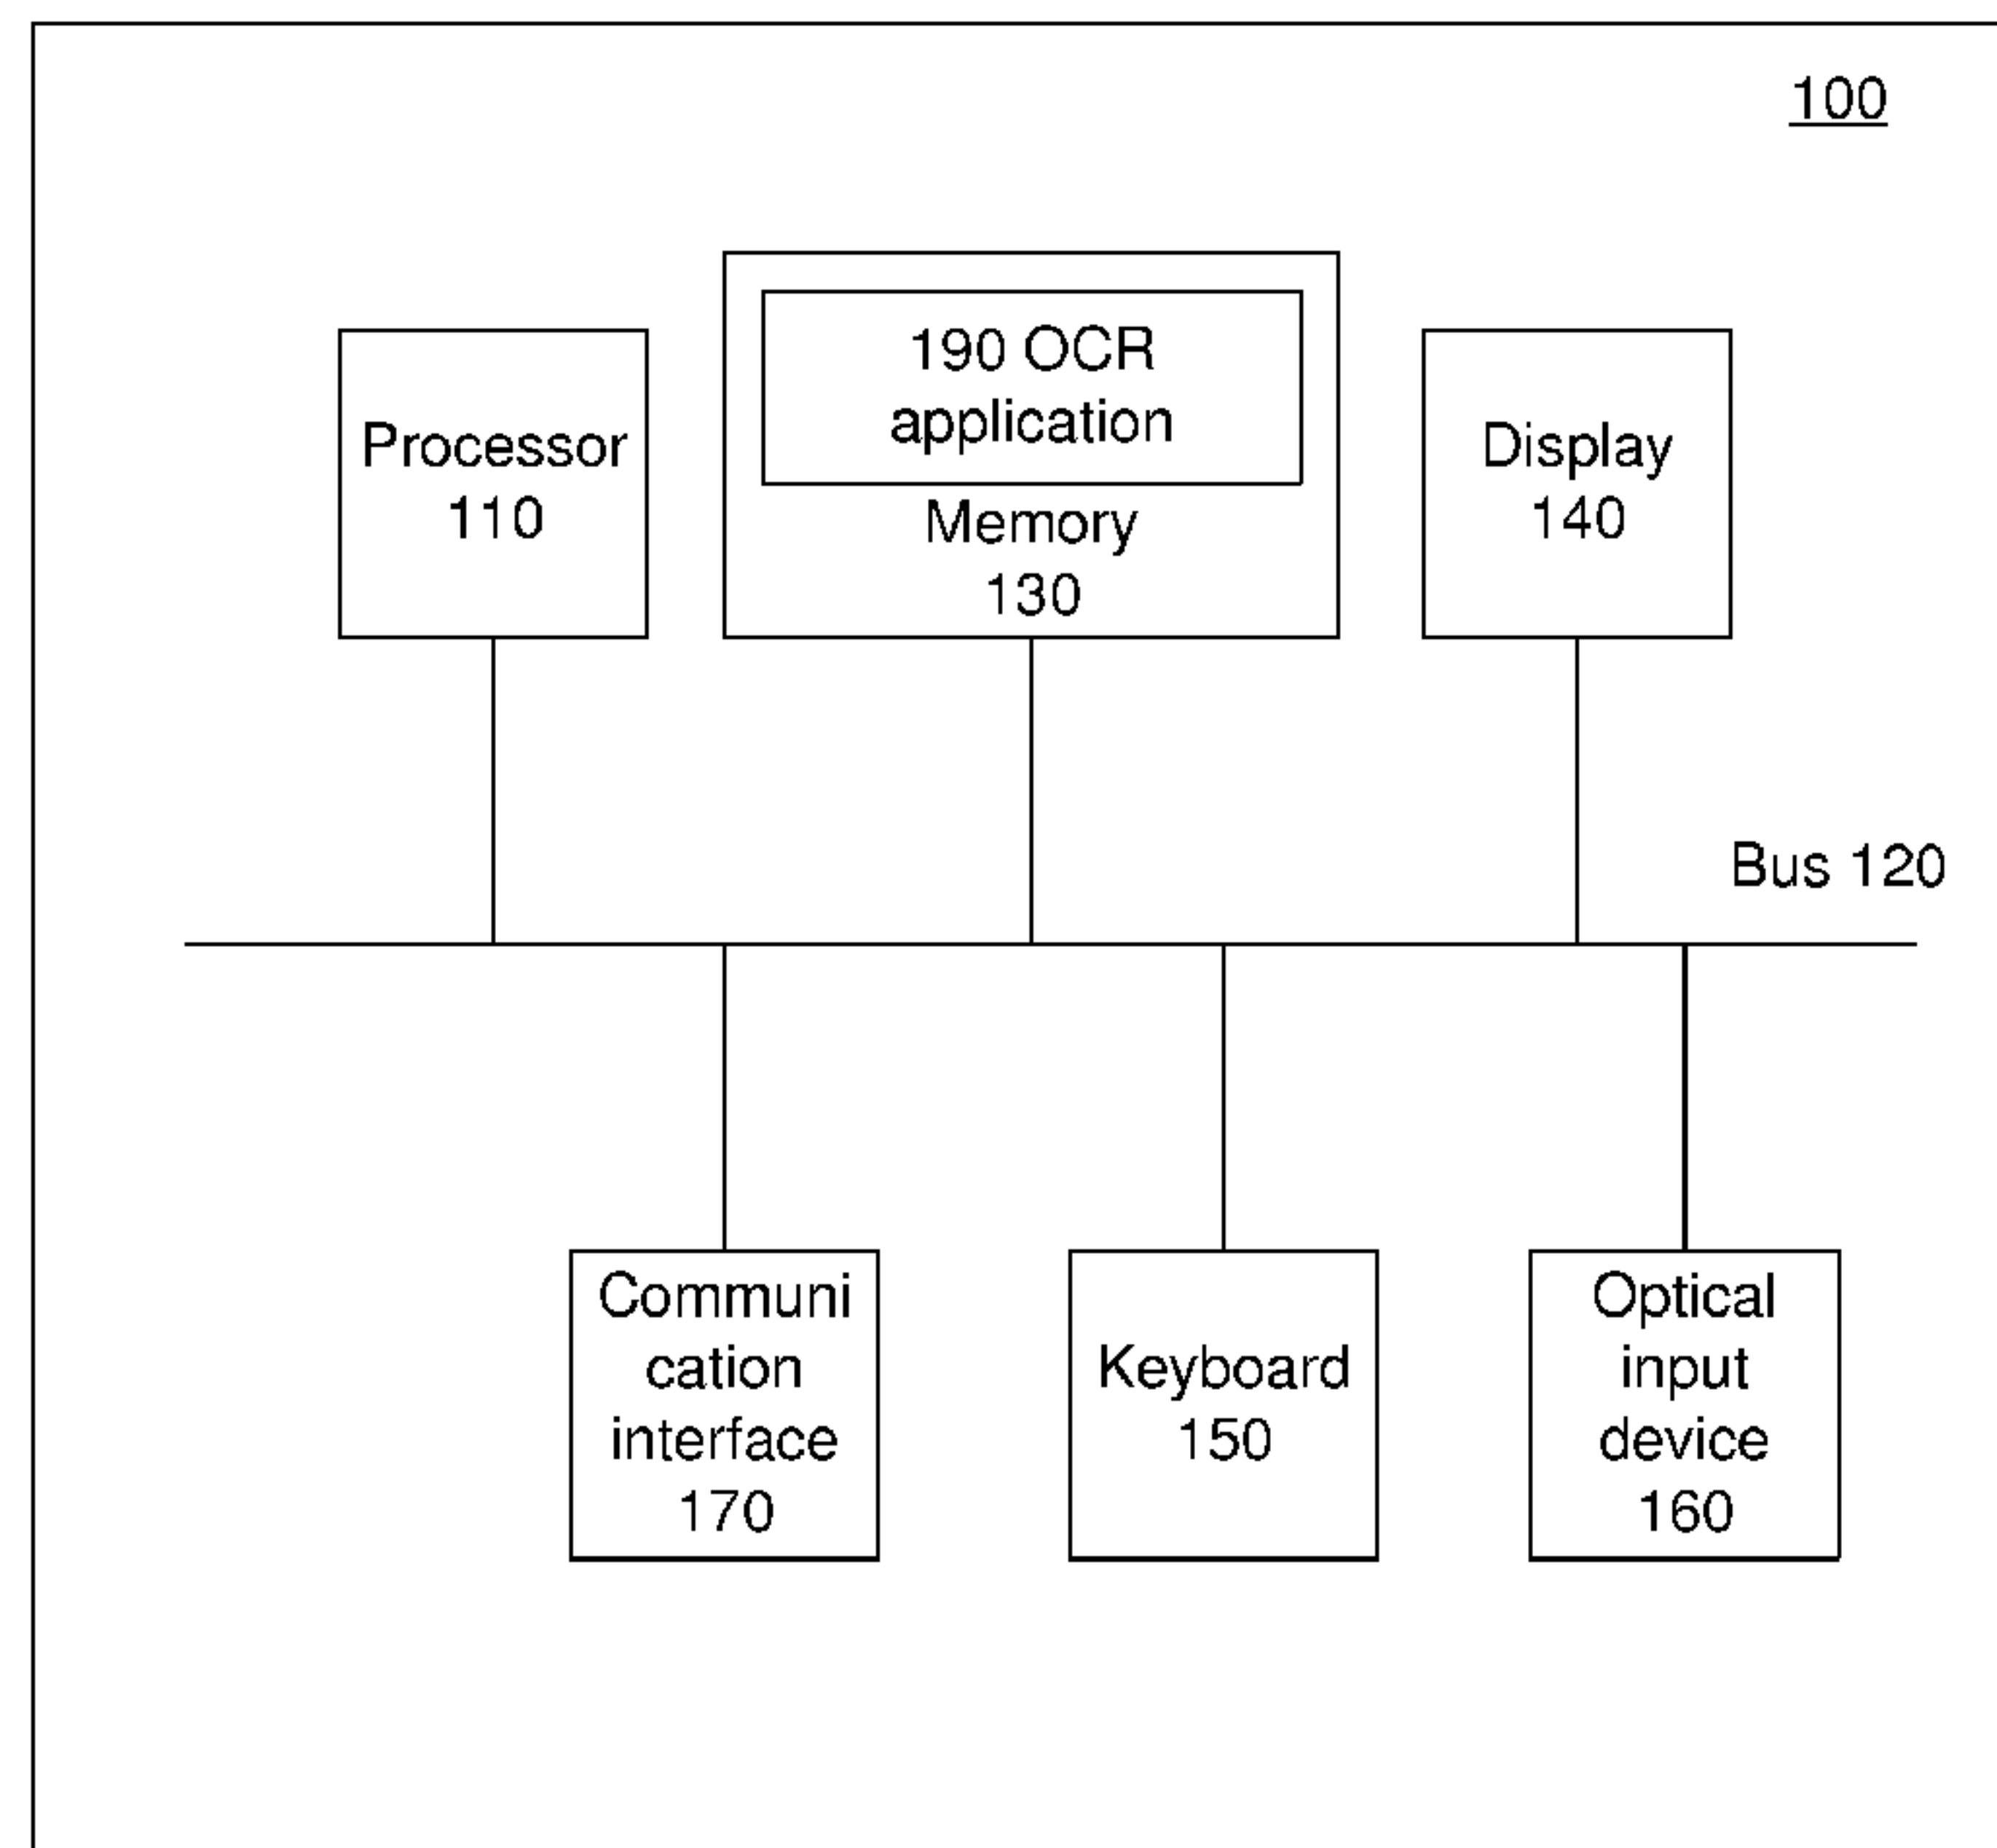 100
190 OCR
application
Processor
110
Memory
130
Display
140
Bus 120
Communi
cation
interface
170
Keyboard
150
Optical
input
device
160